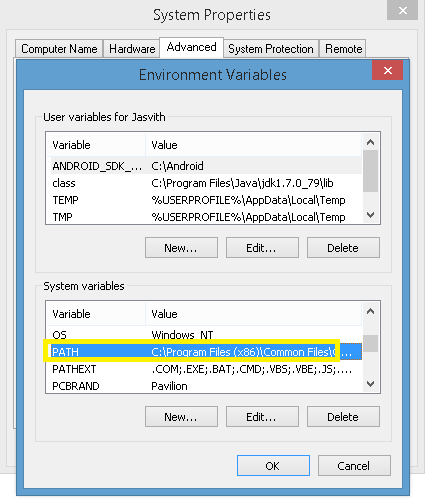 System Properties
Computer Name Hardware Advanced System Protection Remote
Environment Variables
User variables for Jasvith
Variable Value
ANDROID_SDK_... C:\Android
class C:\Program Files\Java\jdk1.7.0_79\lib
TEMP %USERPROFILE%\AppData\Local\Temp
TMP %USERPROFILE%\AppData\Local\Temp
New... Edit... Delete
System variables
Variable Value
OS Windows_NT
PATH C:\Program Files (x86)\Common Files\...
PATHEXT .COM;.EXE;.BAT;.CMD;.VBS;.VBE;.JS;....
PCBRAND Pavilion
New... Edit... Delete
OK Cancel